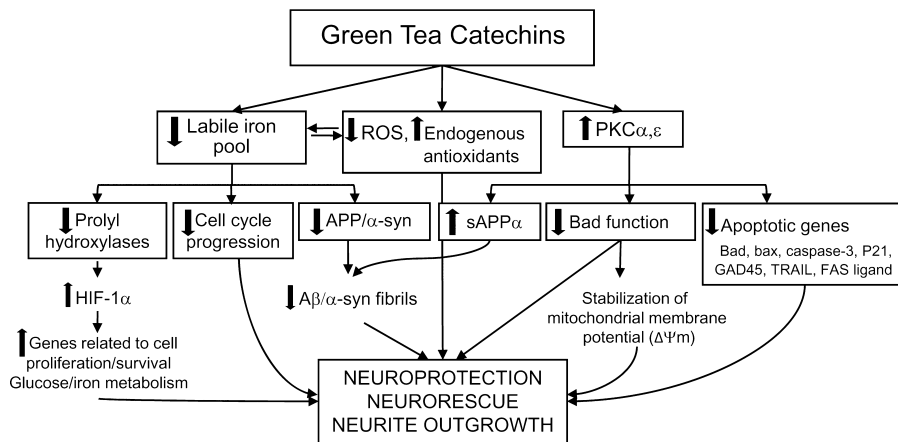 Green Tea Catechins
Labile iron
pool
ROS, Endogenous
antioxidants
PKCα,ε
Prolyl
hydroxylases
Cell cycle
progression
APP/α-syn
sAPPα
Bad function
Apoptotic genes
Bad, bax, caspase-3, P21,
GAD45, TRAIL, FAS ligand
HIF-1α
Aβ/α-syn fibrils
Stabilization of
mitochondrial membrane
potential (ΔΨm)
Genes related to cell
proliferation/survival
Glucose/iron metabolism
NEUROPROTECTION
NEURORESCUE
NEURITE OUTGROWTH